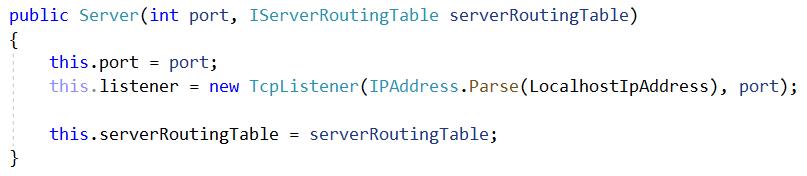 public Server(int port, IServerRoutingTable serverRoutingTable)
{
    this.port = port;
    this.listener = new TcpListener(IPAddress.Parse(LocalhostIpAddress), port);

    this.serverRoutingTable = serverRoutingTable;
}